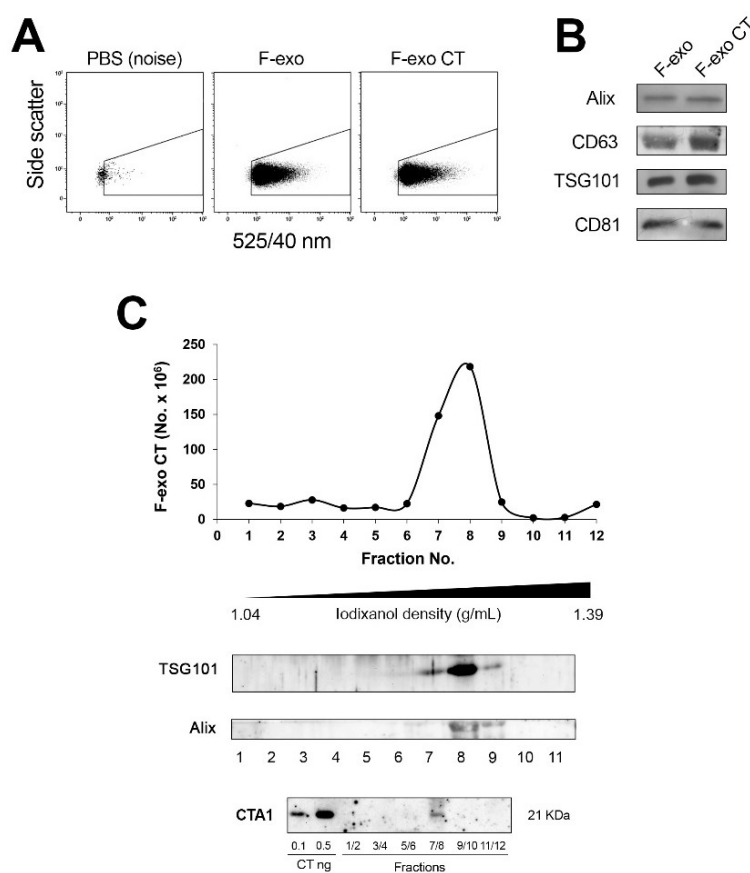 A
PBS (noise) F-exo F-exo CT
Side scatter
525/40 nm
B
F-exo F-exo CT
Alix
CD63
TSG101
CD81
C
F-exo CT (No. x 10⁶)
250
200
150
100
50
0
0 1 2 3 4 5 6 7 8 9 10 11 12
Fraction No.
1.04 Iodixanol density (g/mL) 1.39
TSG101
Alix
1 2 3 4 5 6 7 8 9 10 11
CTA1 21 KDa
0.1 0.5 1/2 3/4 5/6 7/8 9/10 11/12
CT ng Fractions